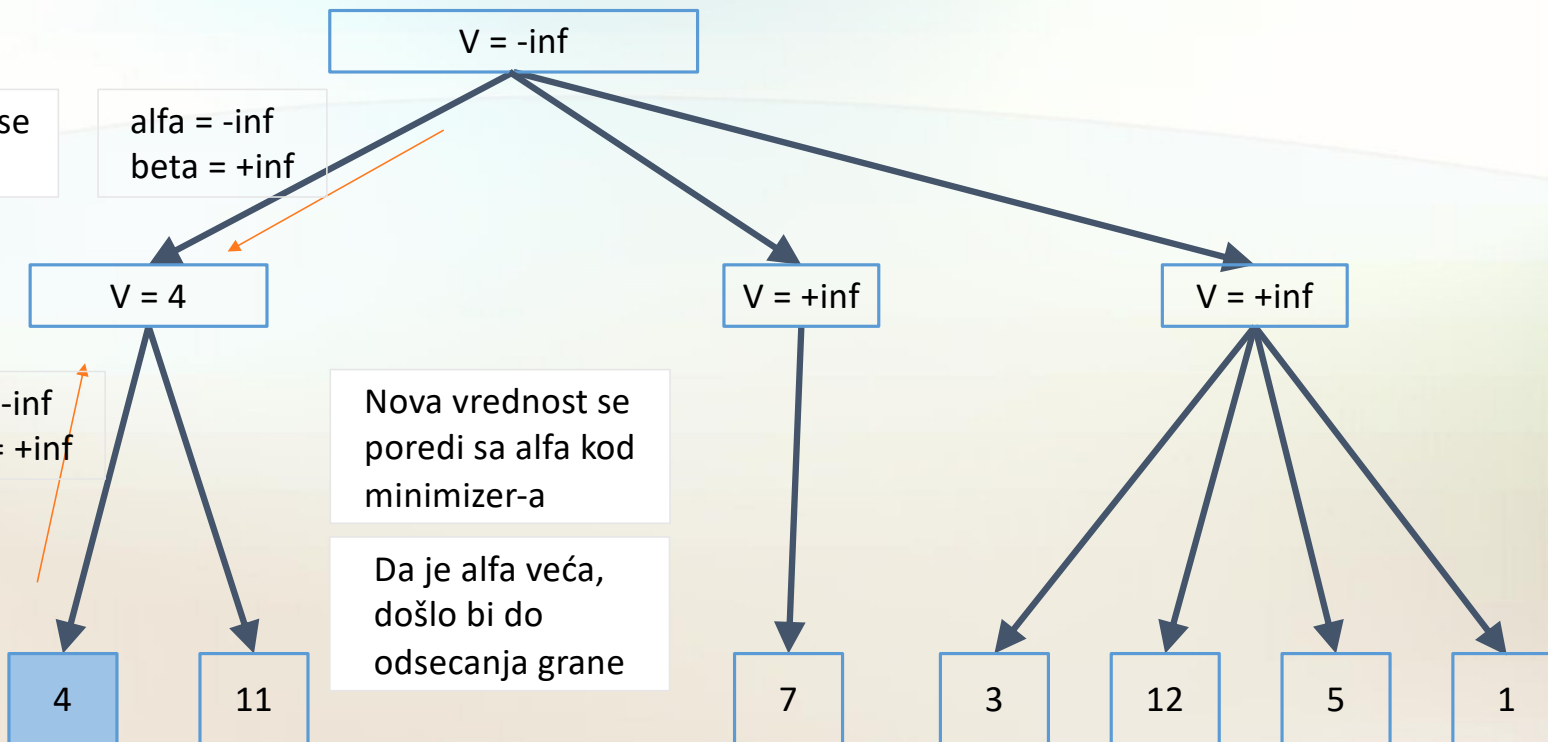 V = -inf
se
alfa = -inf
beta = +inf
V = 4
V = +inf
V = +inf
-inf
= +inf
Nova vrednost se
poredi sa alfa kod
minimizer-a
Da je alfa veća,
došlo bi do
odsecanja grane
4
11
7
3
12
5
1